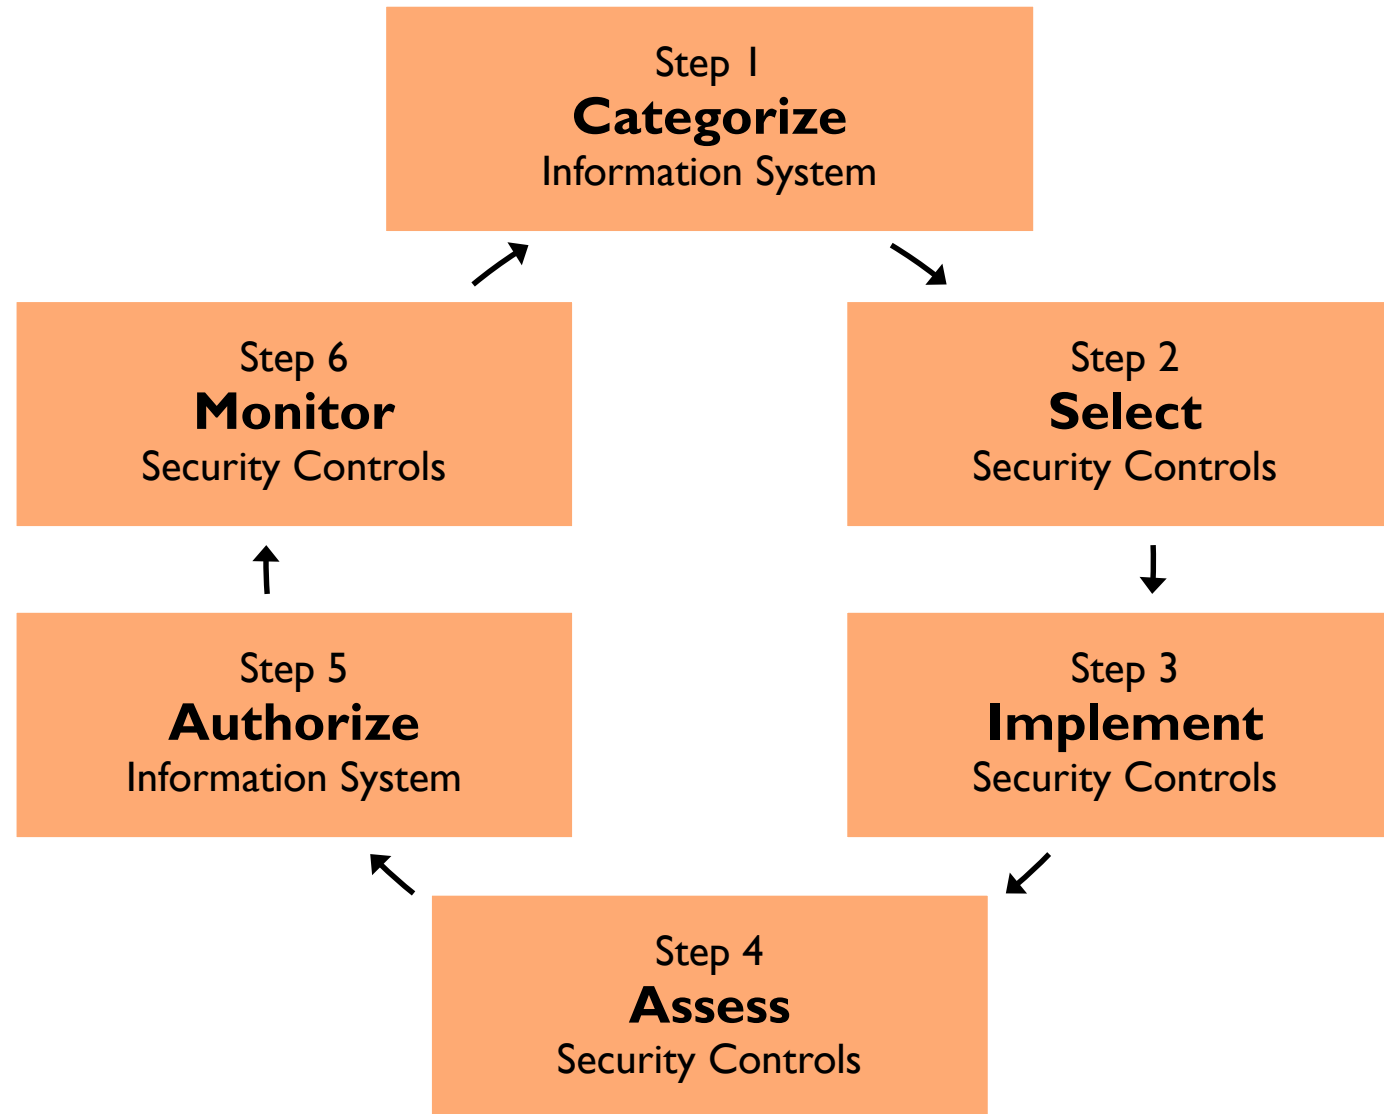 Step 1
Categorize
Information System
Step 2
Select
Security Controls
Step 3
Implement
Security Controls
Step 4
Assess
Security Controls
Step 5
Authorize
Information System
Step 6
Monitor
Security Controls